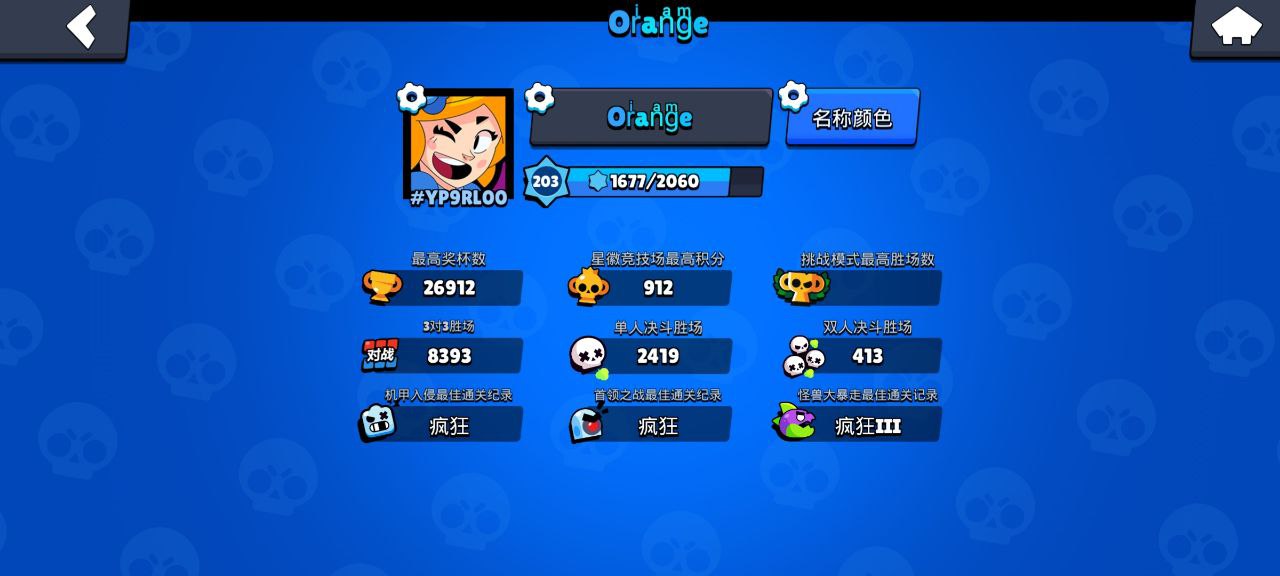 i am
Orange
i am
Orange
名称颜色
#YP9RL00
203
1677/2060
最高奖杯数
26912
星徽竞技场最高积分
912
挑战模式最高胜场数
3对3胜场
对战
8393
单人决斗胜场
2419
双人决斗胜场
413
机甲入侵最佳通关纪录
疯狂
首领之战最佳通关纪录
疯狂
怪兽大暴走最佳通关记录
疯狂III